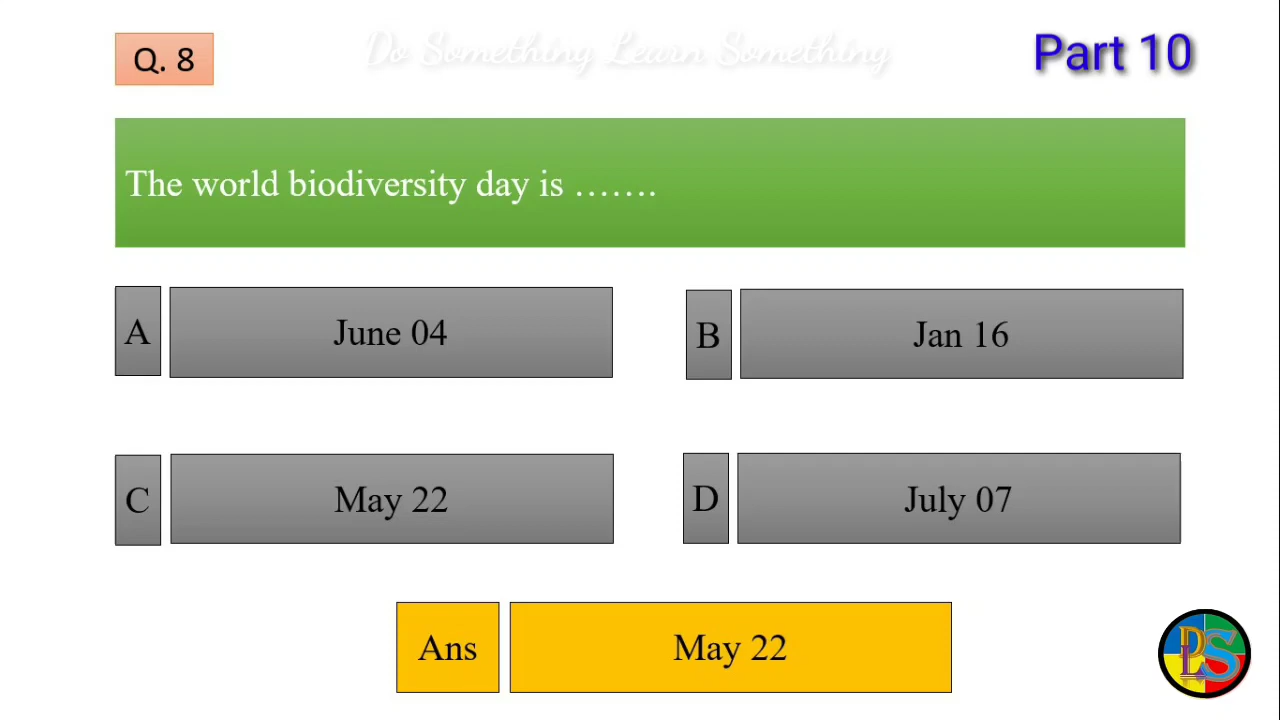 Q. 8
Do Something Learn Something
Part 10
The world biodiversity day is …….
A
June 04
B
Jan 16
C
May 22
D
July 07
Ans
May 22
DLS